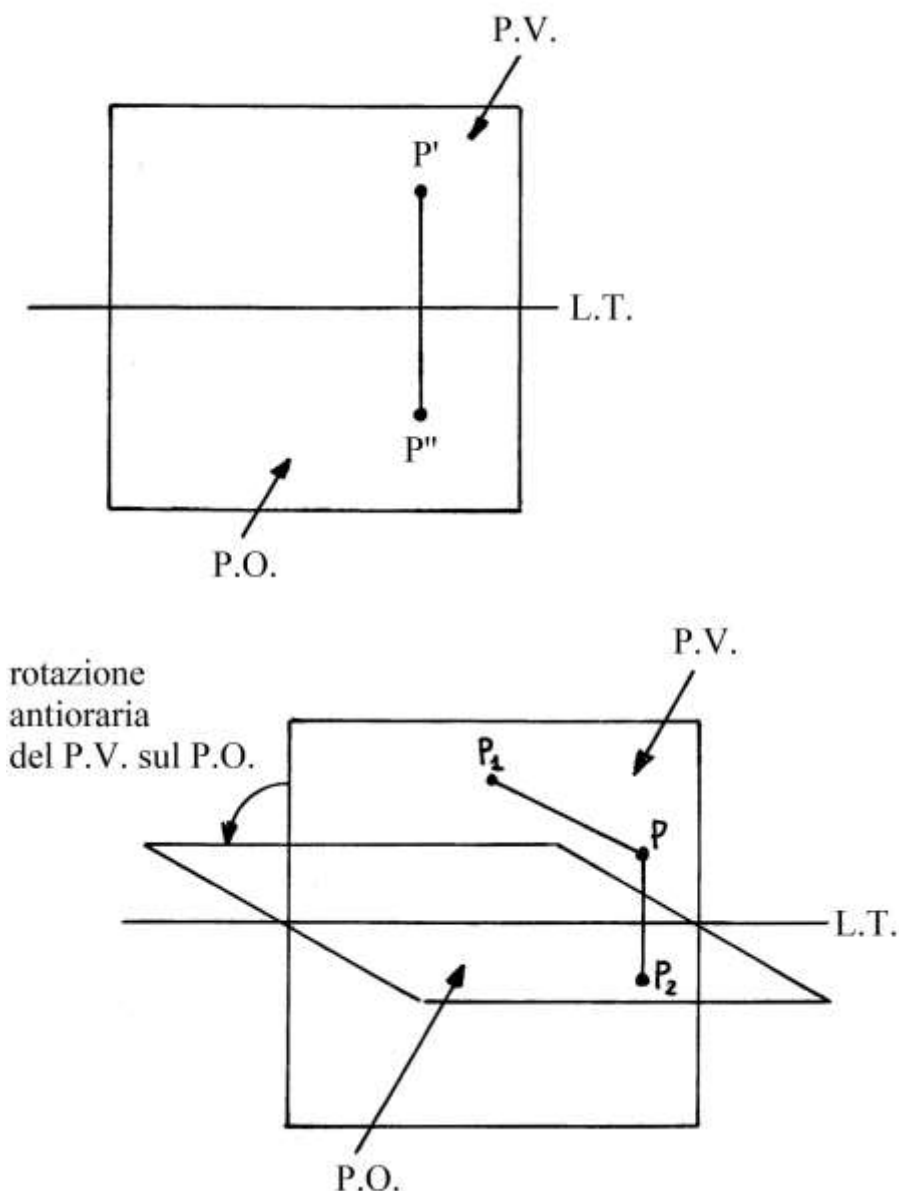 P.V.
P'
L.T.
P"
P.O.
P.V.
rotazione
antioraria
del P.V. sul P.O.
P₁
P
L.T.
P₂
P.O.